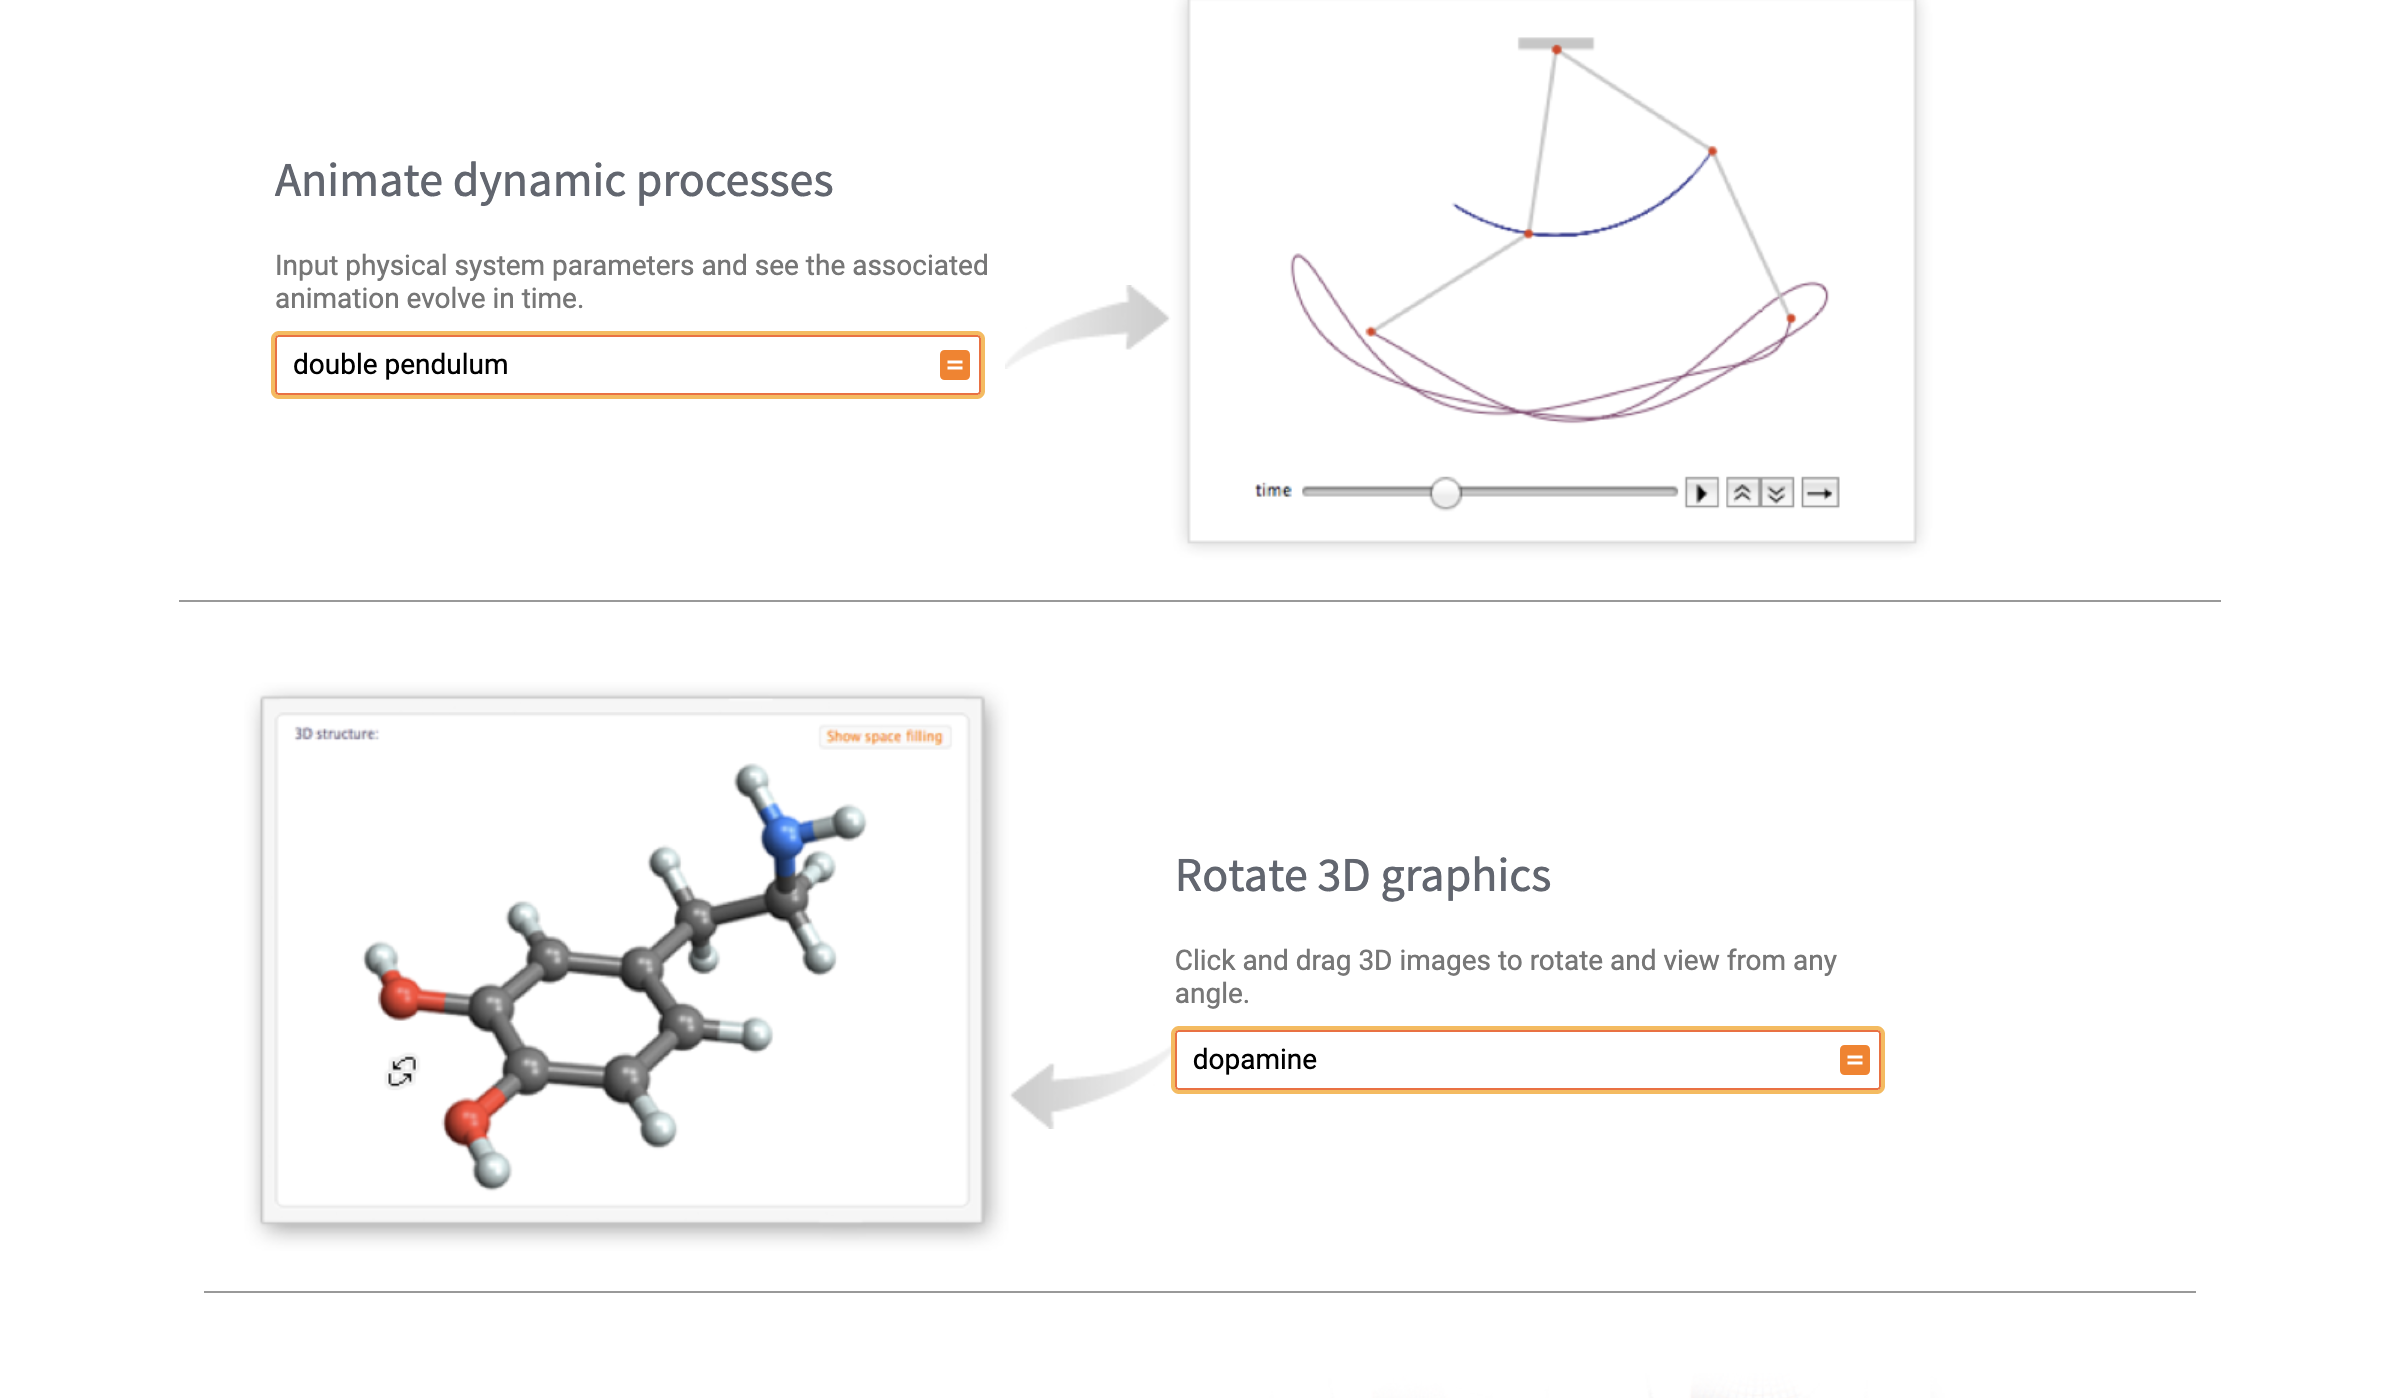 Animate dynamic processes
Input physical system parameters and see the associated
animation evolve in time.
double pendulum
=
time
3D structure:
Show space filling
Rotate 3D graphics
Click and drag 3D images to rotate and view from any
angle.
dopamine
=